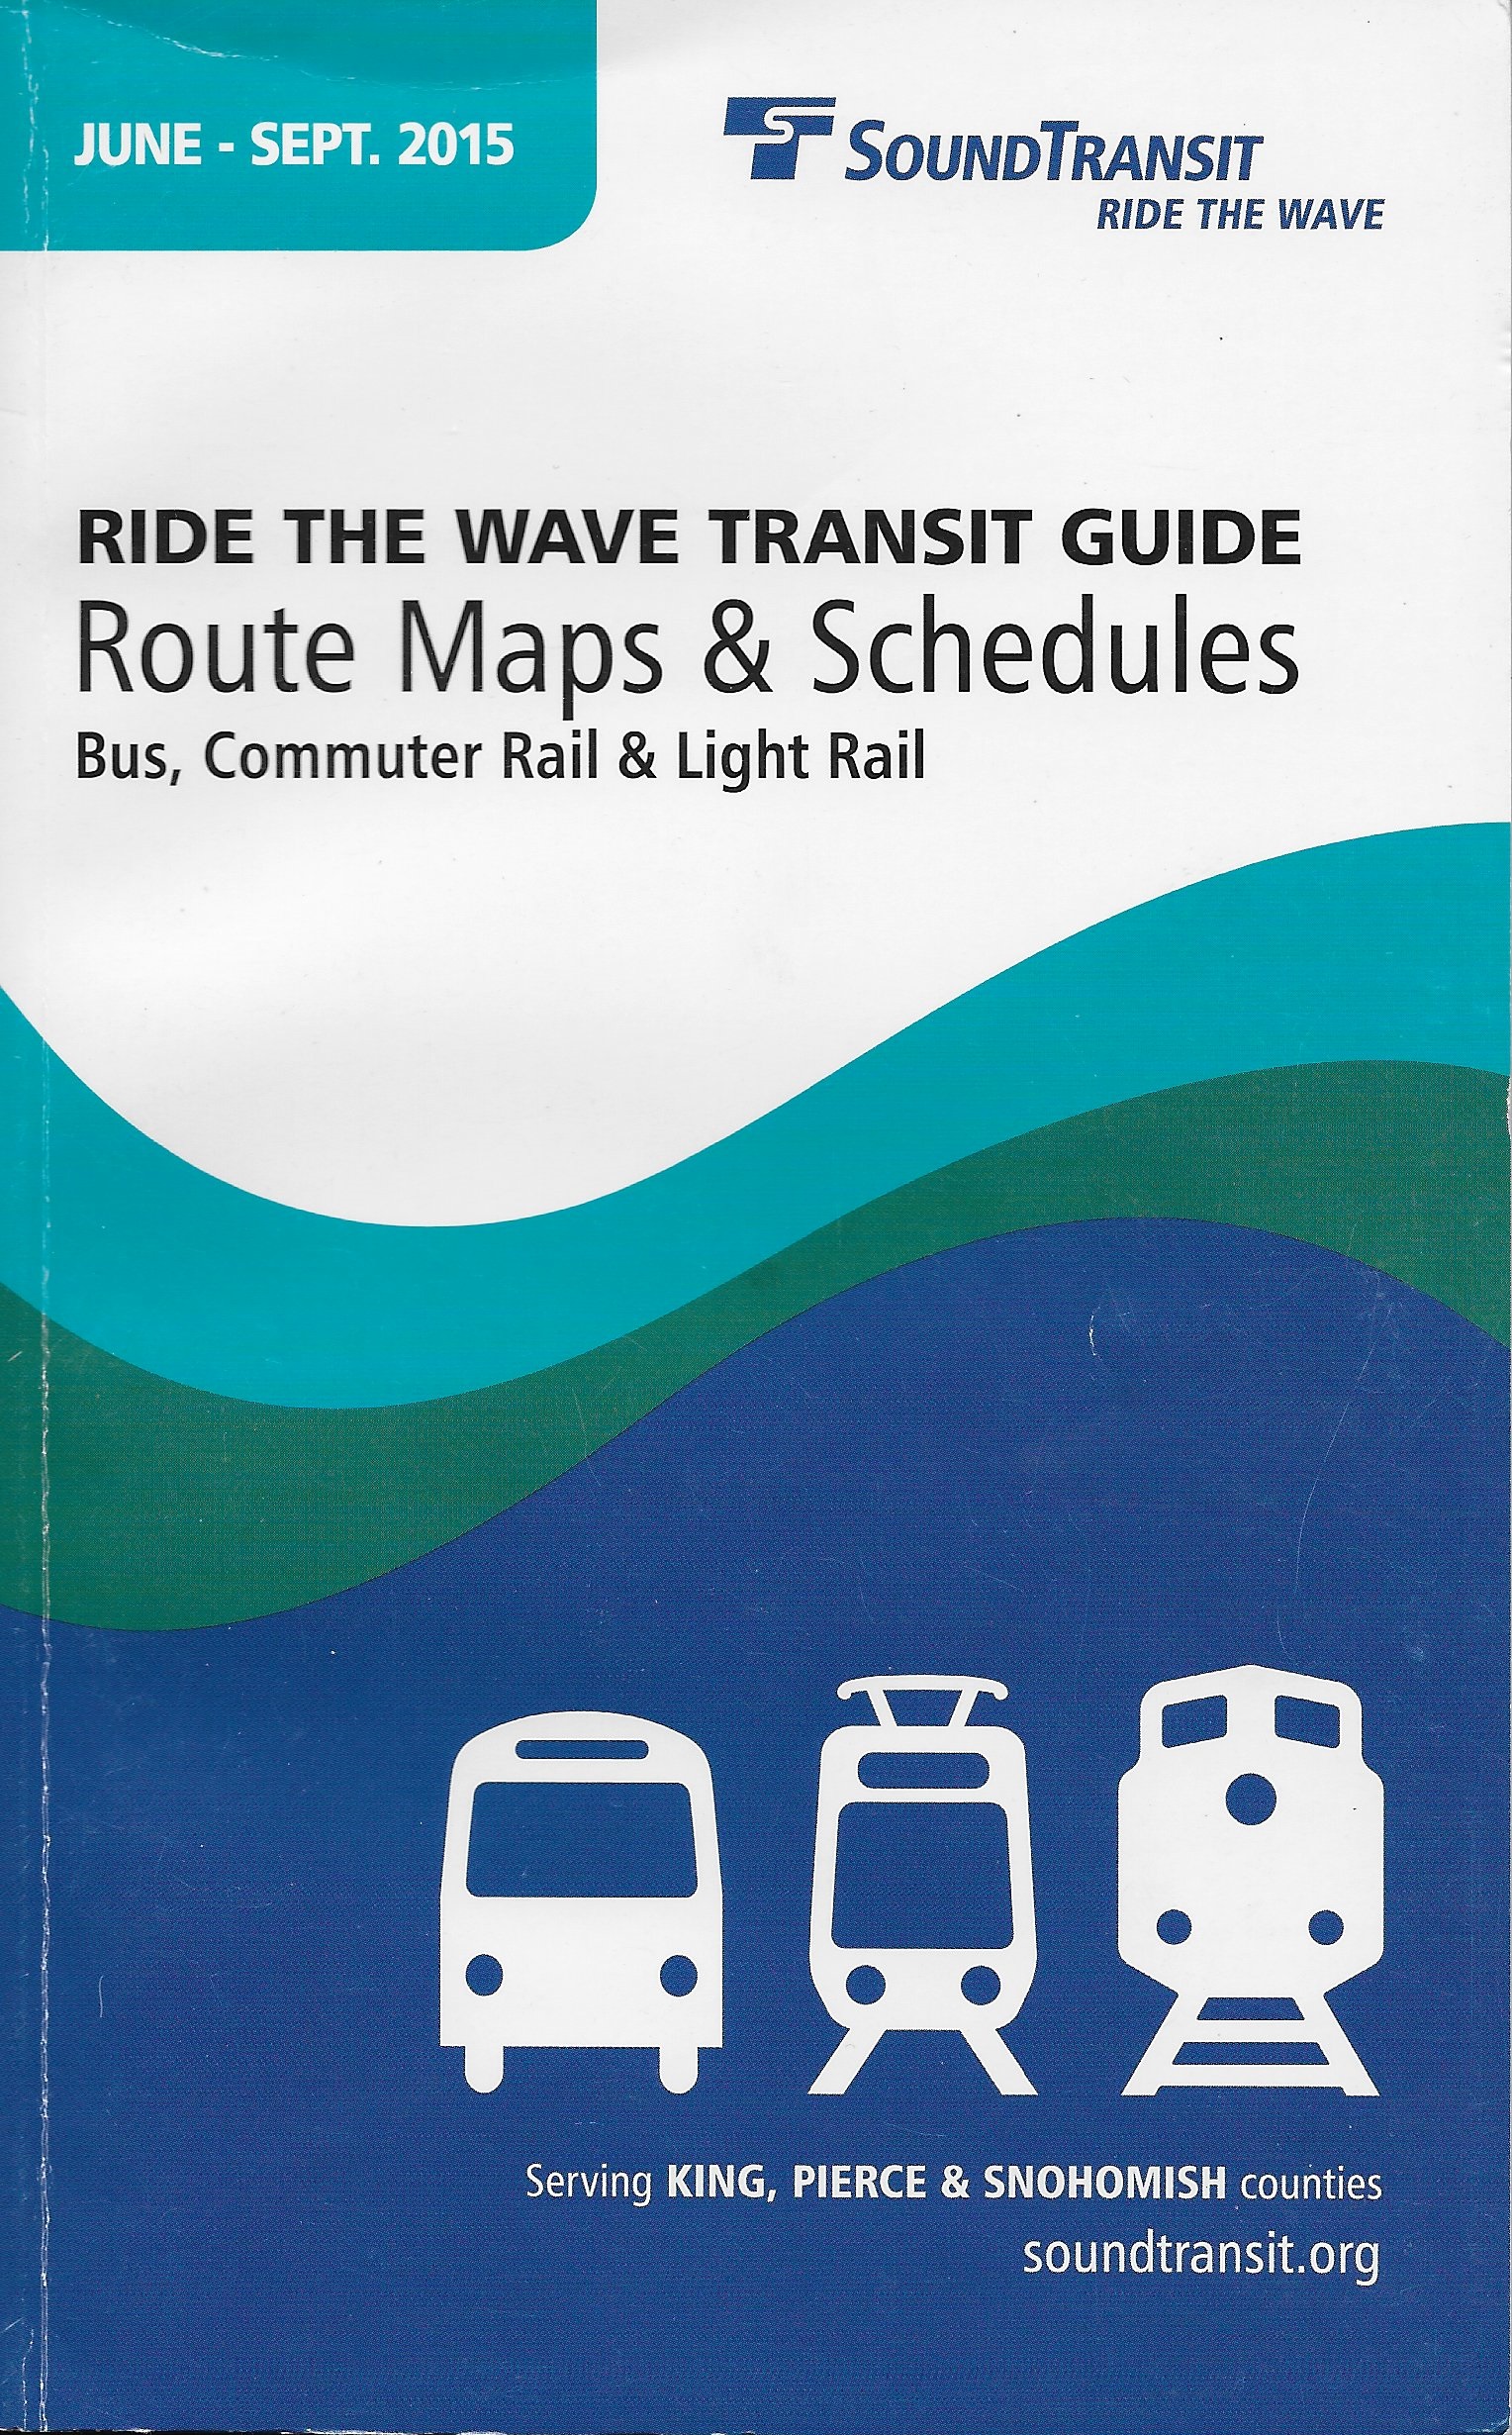 JUNE - SEPT. 2015
SOUNDTRANSIT
RIDE THE WAVE
RIDE THE WAVE TRANSIT GUIDE
Route Maps & Schedules
Bus, Commuter Rail & Light Rail
Serving KING, PIERCE & SNOHOMISH counties
soundtransit.org